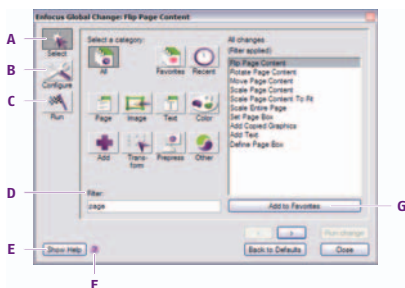 Enfocus Global Change: Flip Page Content
A
Select
B
Configure
C
Run
Select a category:
All
Favorites
Recent
Page
Image
Text
Color
Add
Trans-
form
Prepress
Other
D
Filter:
page
All changes
(filter applied)
Flip Page Content
Rotate Page Content
Move Page Content
Scale Page Content
Scale Page Content To Fit
Scale Entire Page
Set Page Box
Add Copied Graphics
Add Text
Define Page Box
Add to Favorites
G
<
>
Run change
E
Show Help
Back to Defaults
Close
F